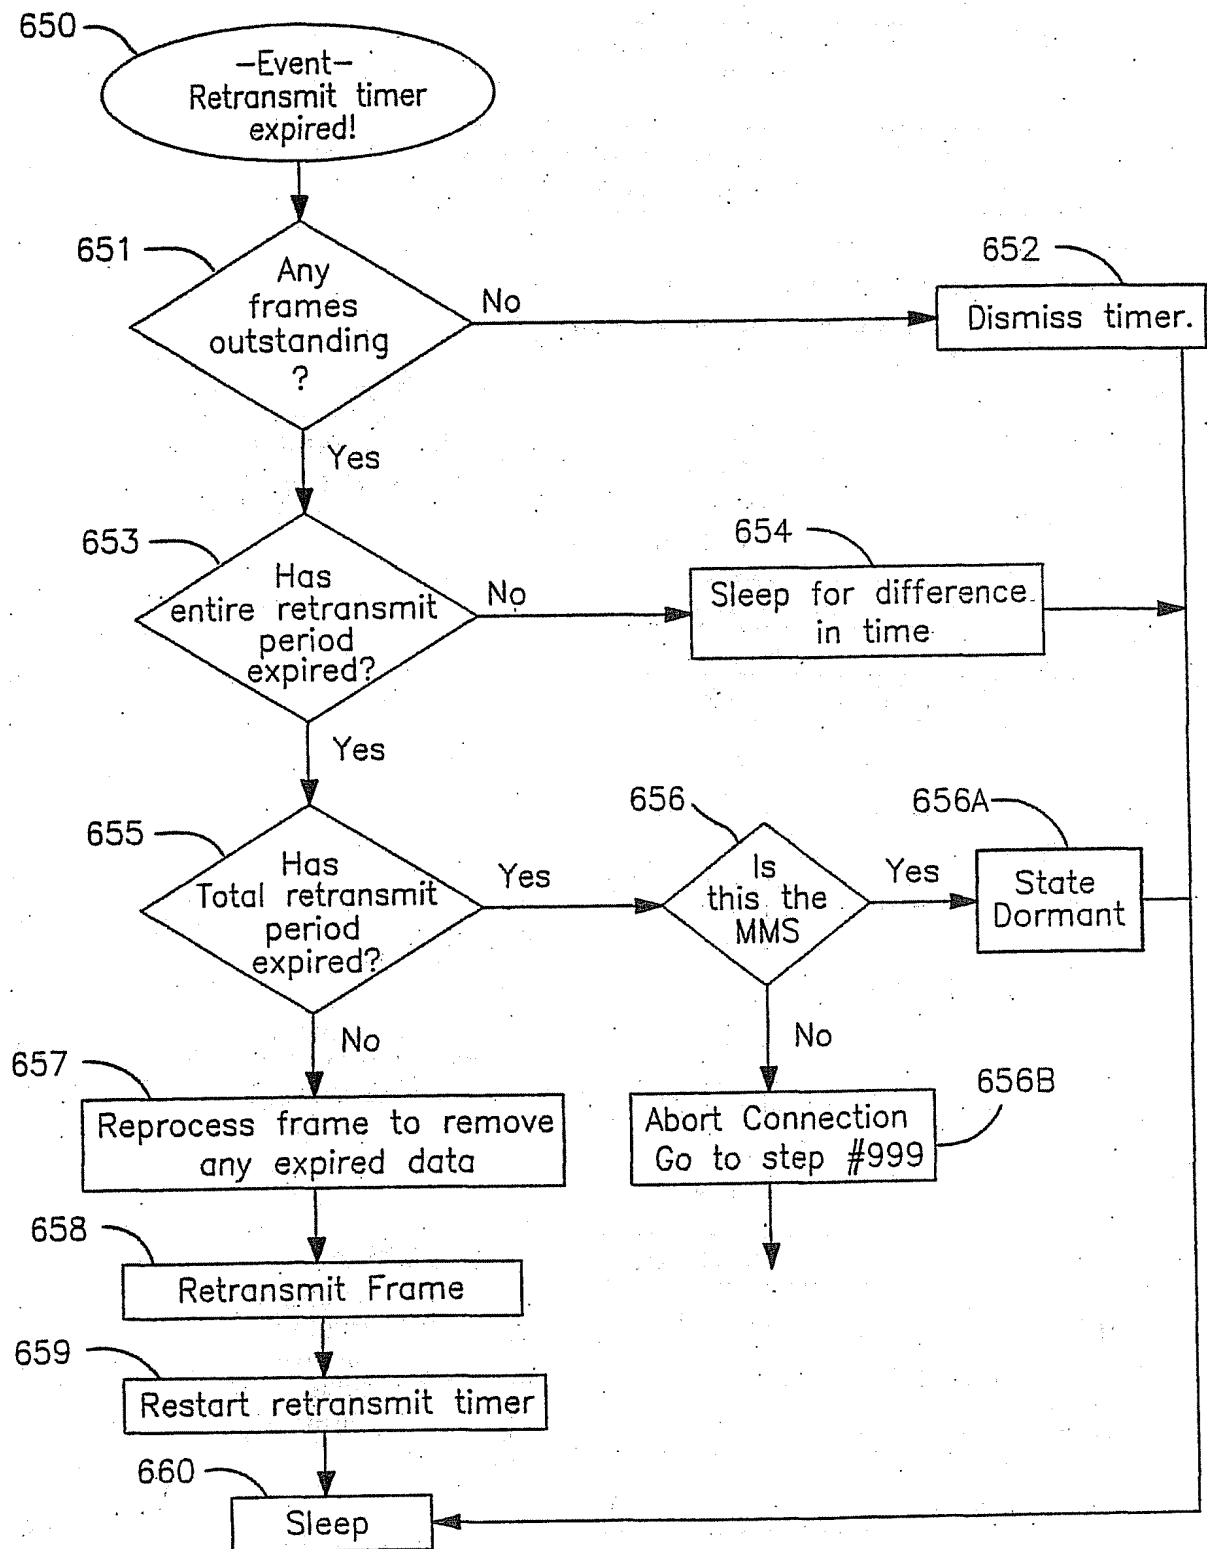 650
-Event-
Retransmit timer
expired!
651
Any
frames
outstanding
?
No
652
Dismiss timer.
Yes
653
Has
entire retransmit
period
expired?
No
654
Sleep for difference
in time
Yes
655
Has
Total retransmit
period
expired?
Yes
656
Is
this the
MMS
Yes
656A
State
Dormant
No
No
657
Reprocess frame to remove
any expired data
656B
Abort Connection
Go to step #999
658
Retransmit Frame
659
Restart retransmit timer
660
Sleep